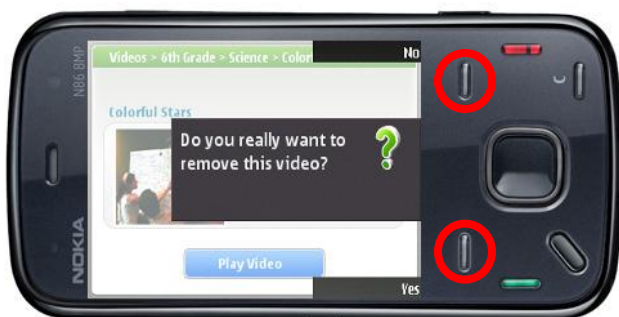 N86 8MP
NOKIA
Videos > 6th Grade > Science > Color
No
Colorful Stars
Do you really want to
remove this video?
Play Video
Yes